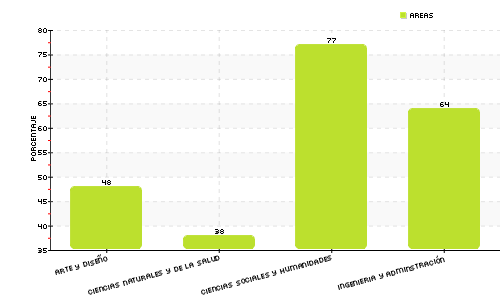 AREAS
80
75
70
65
60
55
50
45
40
35
PORCENTAJE
48
38
77
64
ARTE Y DISEÑO
CIENCIAS NATURALES Y DE LA SALUD
CIENCIAS SOCIALES Y HUMANIDADES
INGENIERIA Y ADMINSTRACIÓN